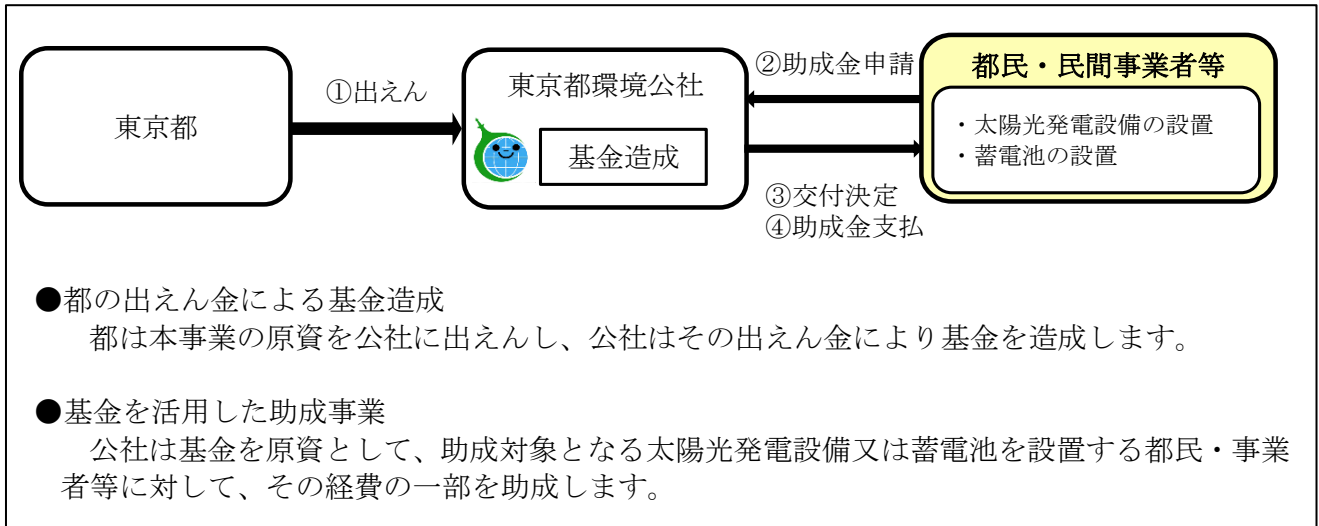 東京都
①出えん
東京都環境公社
基金造成
②助成金申請
③交付決定
④助成金支払
都民・民間事業者等
・太陽光発電設備の設置
・蓄電池の設置
●都の出えん金による基金造成
都は本事業の原資を公社に出えんし、公社はその出えん金により基金を造成します。
●基金を活用した助成事業
公社は基金を原資として、助成対象となる太陽光発電設備又は蓄電池を設置する都民・事業
者等に対して、その経費の一部を助成します。